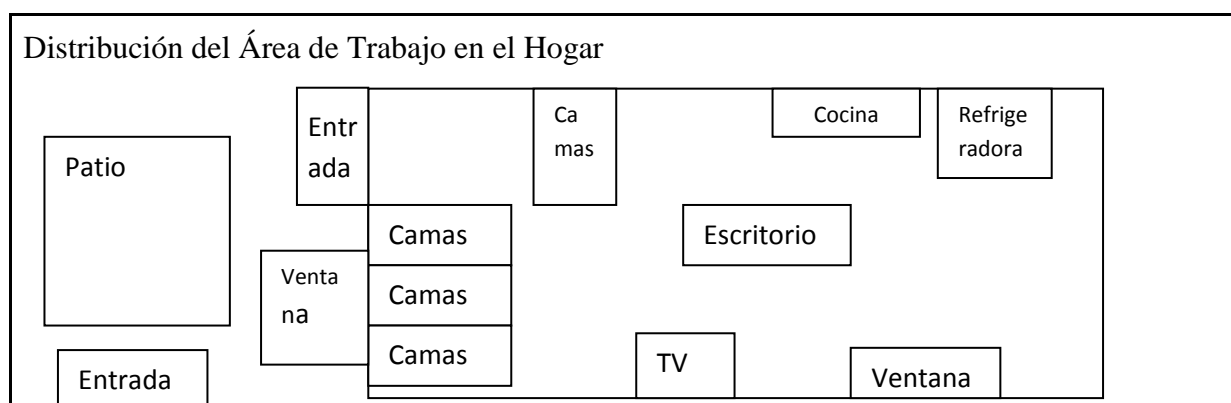 Distribución del Área de Trabajo en el Hogar
Entr
ada
Ca
mas
Cocina
Refrige
radora
Patio
Camas
Escritorio
Venta
na
Camas
Camas
TV
Ventana
Entrada